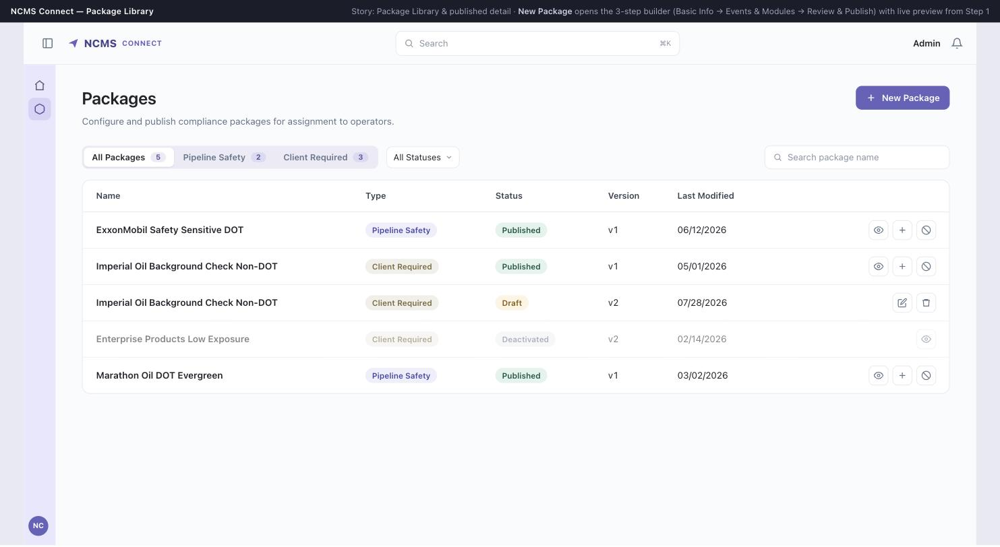 NCMS Connect — Package Library
Story: Package Library & published detail · New Package opens the 3-step builder (Basic Info → Events & Modules → Review & Publish) with live preview from Step 1
NCMS CONNECT
Search ⌘K
Admin
Packages
New Package
Configure and publish compliance packages for assignment to operators.
All Packages 5 Pipeline Safety 2 Client Required 3 All Statuses
Search package name
Name Type Status Version Last Modified
ExxonMobil Safety Sensitive DOT Pipeline Safety Published v1 06/12/2026
Imperial Oil Background Check Non-DOT Client Required Published v1 05/01/2026
Imperial Oil Background Check Non-DOT Client Required Draft v2 07/28/2026
Enterprise Products Low Exposure Client Required Deactivated v2 02/14/2026
Marathon Oil DOT Evergreen Pipeline Safety Published v1 03/02/2026
NC